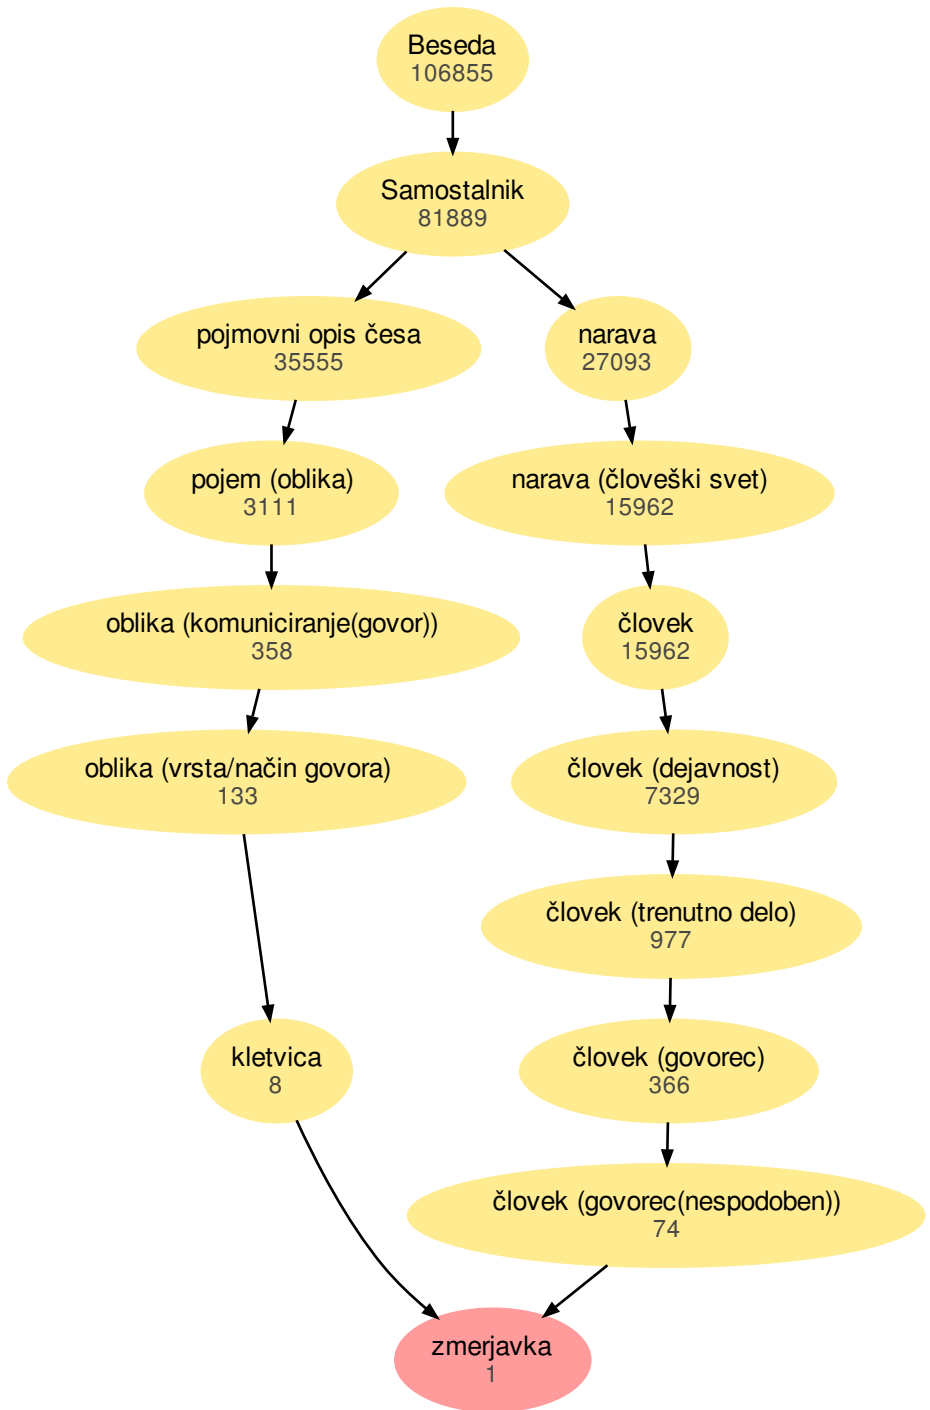 Beseda
106855
Samostalnik
81889
pojmovni opis česa
35555
narava
27093
pojem (oblika)
3111
narava (človeški svet)
15962
oblika (komuniciranje(govor))
358
človek
15962
oblika (vrsta/način govora)
133
človek (dejavnost)
7329
človek (trenutno delo)
977
kletvica
8
človek (govorec)
366
človek (govorec(nespodoben))
74
zmerjavka
1